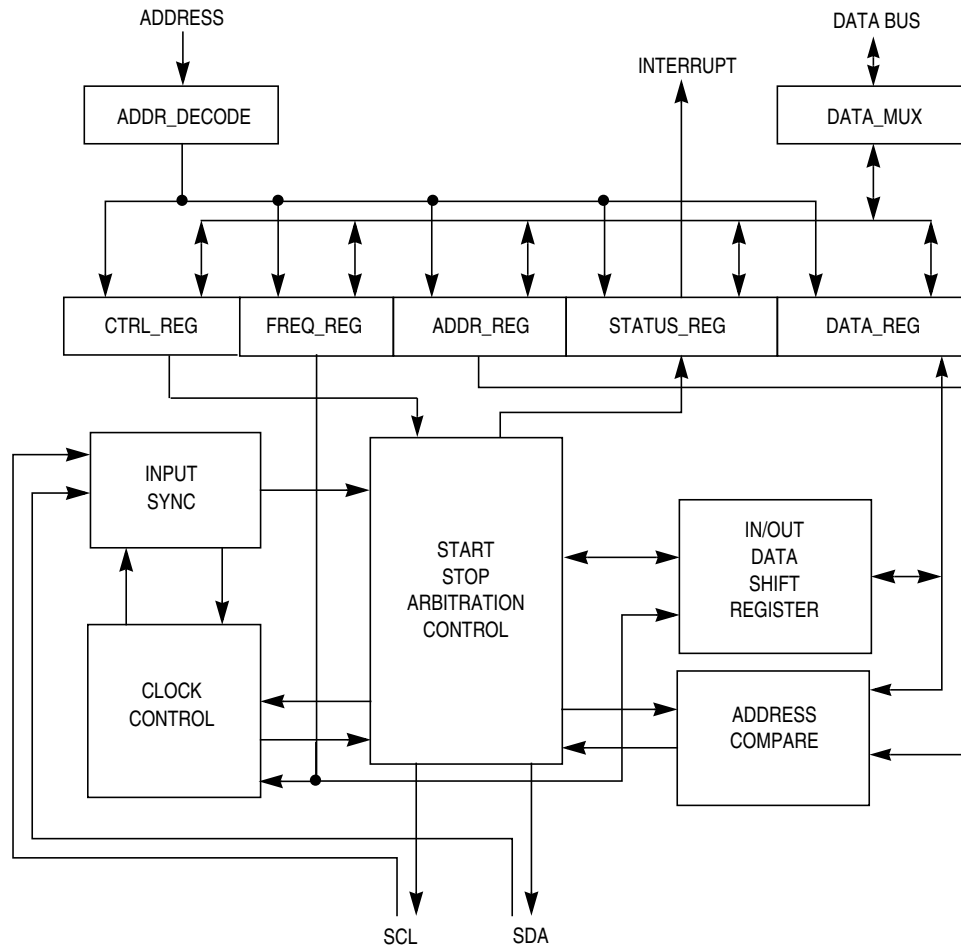 ADDRESS
DATA BUS
INTERRUPT
ADDR_DECODE
DATA_MUX
CTRL_REG
FREQ_REG
ADDR_REG
STATUS_REG
DATA_REG
INPUT
SYNC
START
STOP
ARBITRATION
CONTROL
IN/OUT
DATA
SHIFT
REGISTER
CLOCK
CONTROL
ADDRESS
COMPARE
SCL
SDA